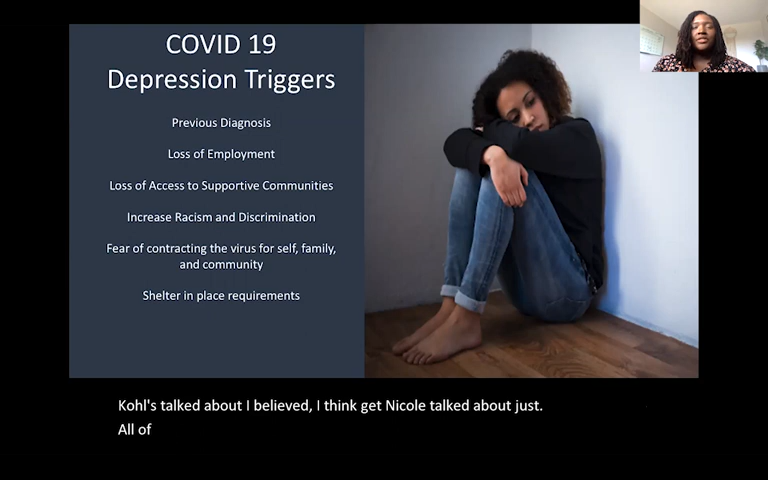 COVID 19
Depression Triggers
Previous Diagnosis
Loss of Employment
Loss of Access to Supportive Communities
Increase Racism and Discrimination
Fear of contracting the virus for self, family,
and community
Shelter in place requirements
Kohl's talked about I believed, I think get Nicole talked about just.
All of